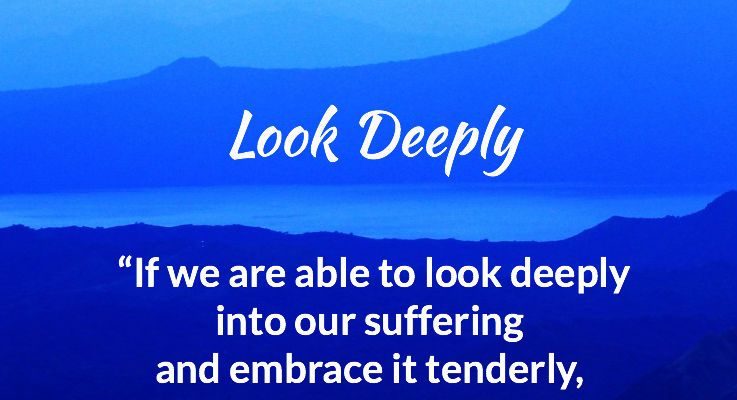 Look Deeply
“If we are able to look deeply
into our suffering
and embrace it tenderly,